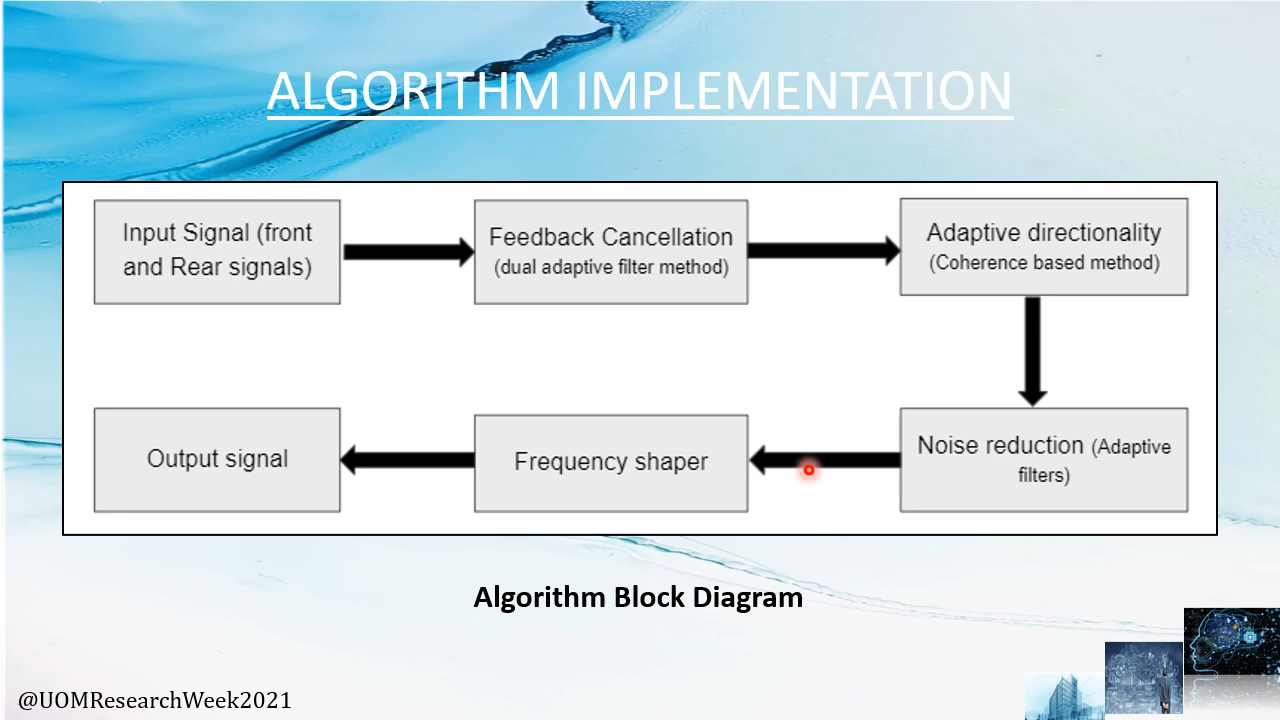 ALGORITHM IMPLEMENTATION
Input Signal (front
and Rear signals)
Feedback Cancellation
(dual adaptive filter method)
Adaptive directionality
(Coherence based method)
Noise reduction (Adaptive
filters)
Frequency shaper
Output signal
Algorithm Block Diagram
@UOMResearchWeek2021